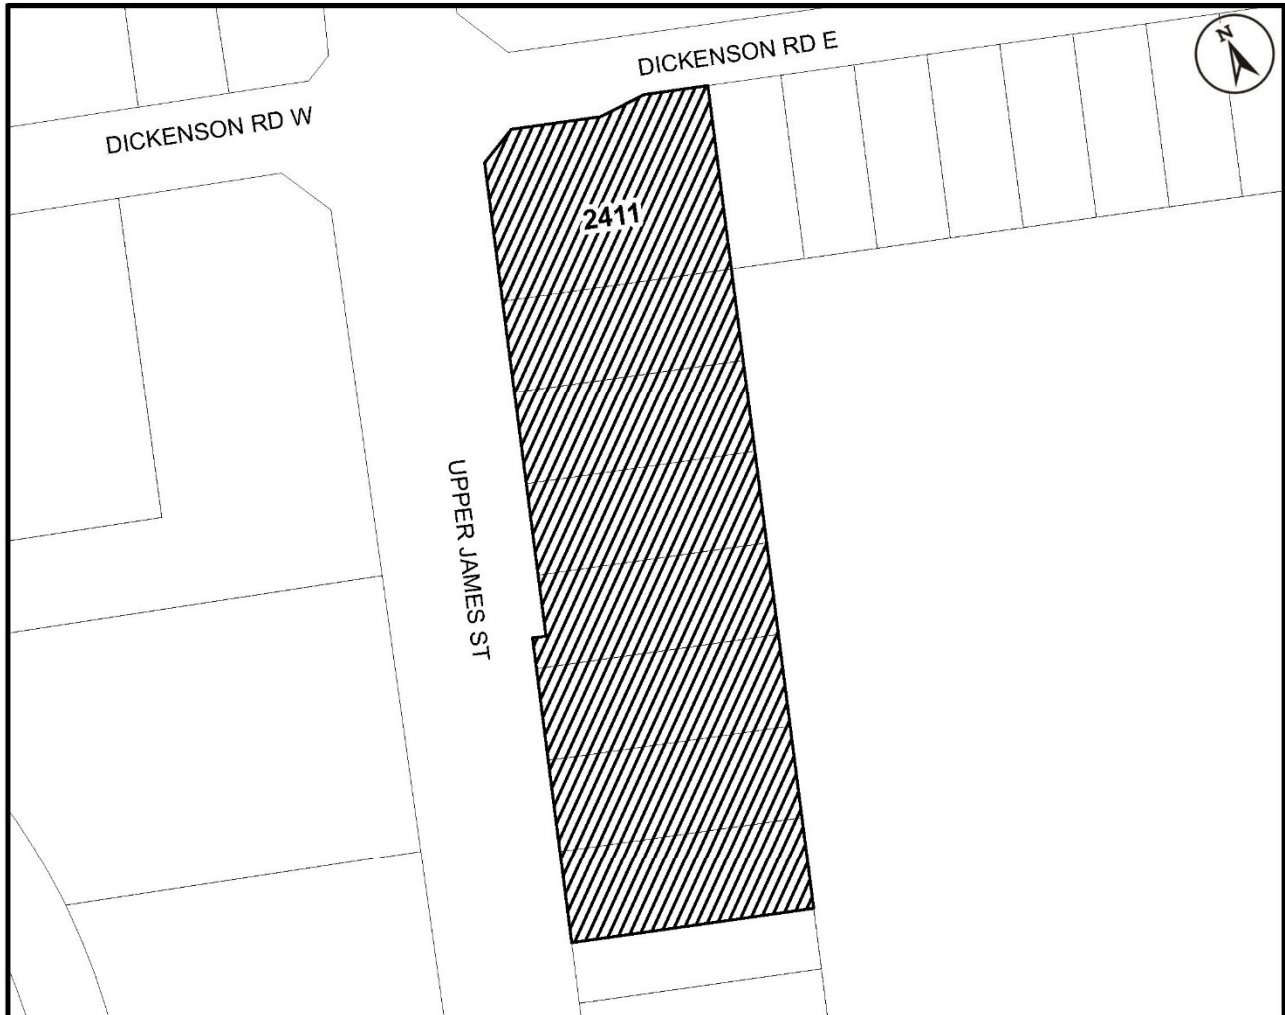 DICKENSON RD E
N
DICKENSON RD W
2411
UPPER JAMES ST